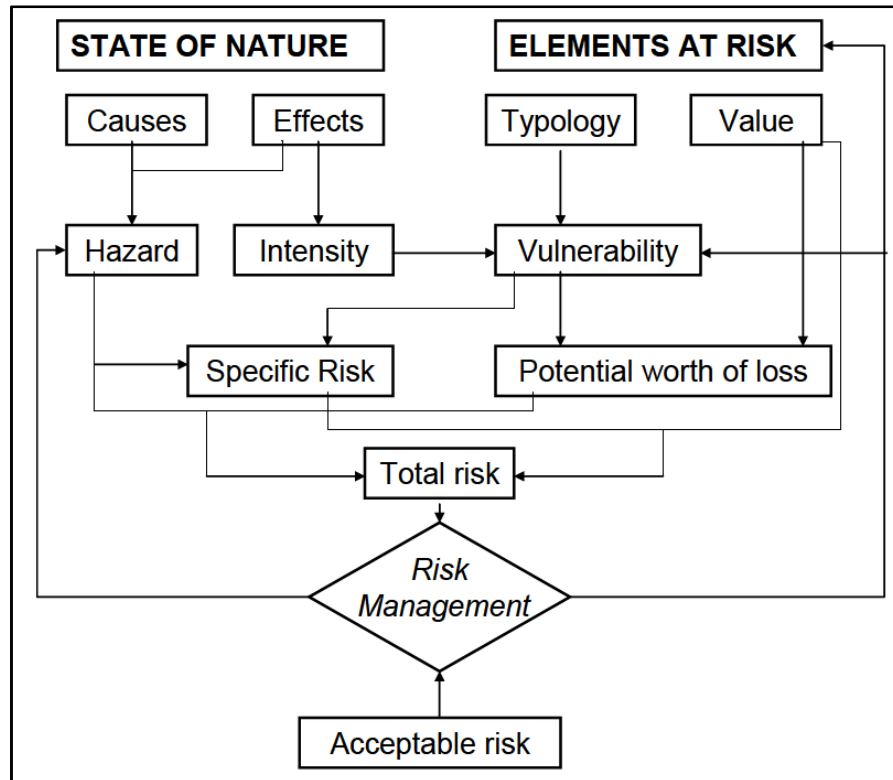 STATE OF NATURE
ELEMENTS AT RISK
Causes
Effects
Typology
Value
Hazard
Intensity
Vulnerability
Specific Risk
Potential worth of loss
Total risk
Risk
Management
Acceptable risk